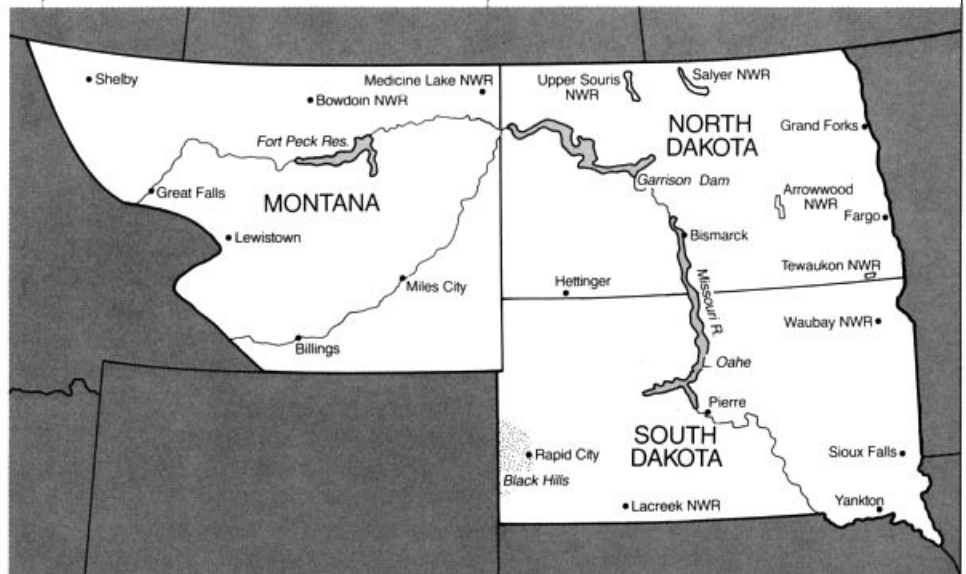 Shelby
Medicine Lake NWR
Bowdoin NWR
Fort Peck Res.
Great Falls
MONTANA
Lewistown
Miles City
Billings
Upper Souris
NWR
Salyer NWR
NORTH
DAKOTA
Grand Forks
Garrison Dam
Arrowwood
NWR
Fargo
Bismarck
Tewaukon NWR
Hettinger
Missouri R.
Waubay NWR
L. Oahe
Pierre
SOUTH
DAKOTA
Rapid City
Black Hills
Sioux Falls
Lacreek NWR
Yankton